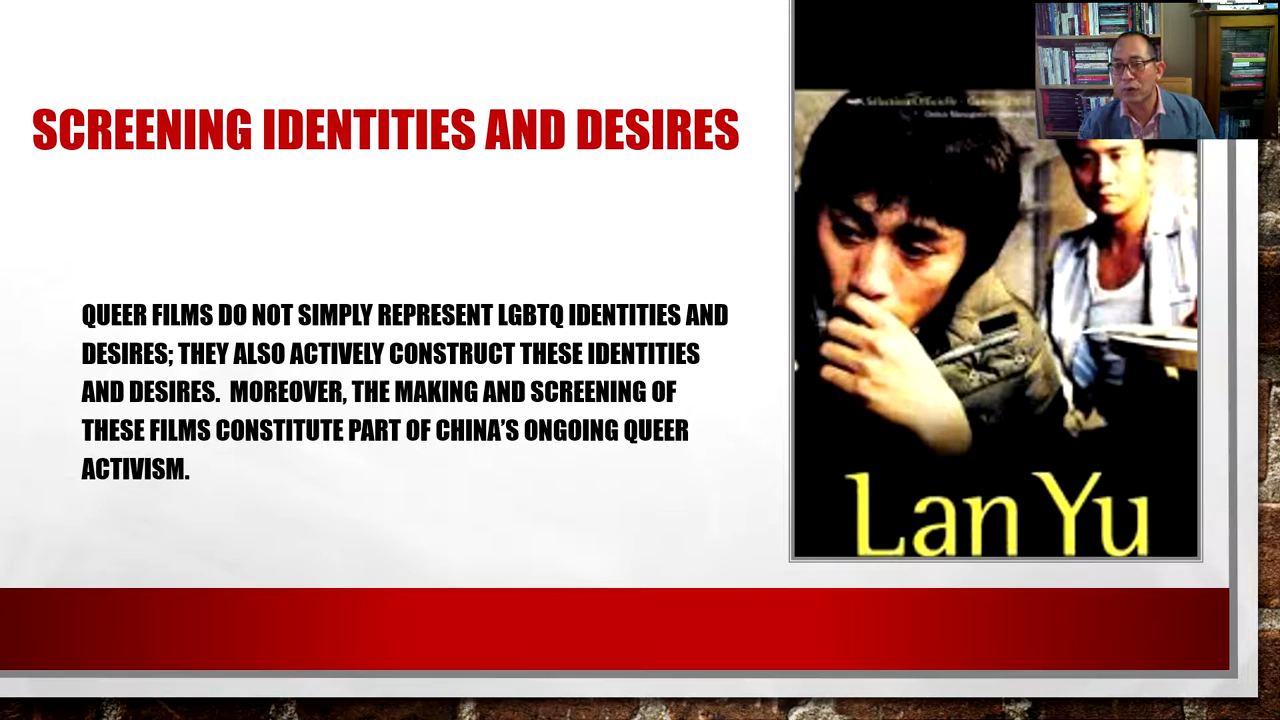 SCREENING IDENTITIES AND DESIRES
QUEER FILMS DO NOT SIMPLY REPRESENT LGBTQ IDENTITIES AND
DESIRES; THEY ALSO ACTIVELY CONSTRUCT THESE IDENTITIES
AND DESIRES.  MOREOVER, THE MAKING AND SCREENING OF
THESE FILMS CONSTITUTE PART OF CHINA’S ONGOING QUEER
ACTIVISM.
Lan Yu